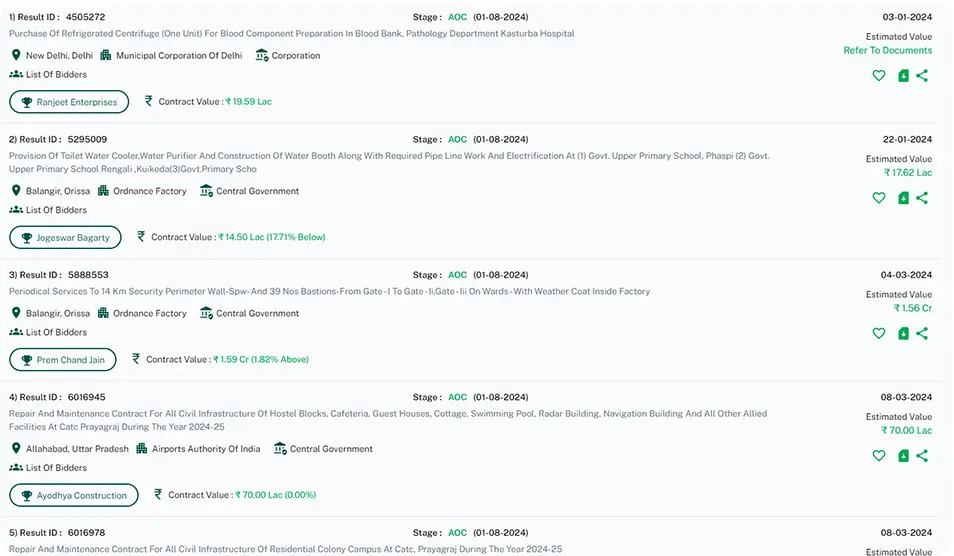 1) Result ID : 4505272 Stage : AOC (01-08-2024) 03-01-2024
Purchase Of Refrigerated Centrifuge (One Unit) For Blood Component Preparation In Blood Bank, Pathology Department Kasturba Hospital
Estimated Value
Refer To Documents
New Delhi, Delhi Municipal Corporation Of Delhi Corporation
List Of Bidders
Ranjeet Enterprises ₹ Contract Value : ₹ 19.59 Lac
2) Result ID : 5295009 Stage : AOC (01-08-2024) 22-01-2024
Provision Of Toilet Water Cooler,Water Purifier And Construction Of Water Booth Along With Required Pipe Line Work And Electrification At (1) Govt. Upper Primary School, Phaspi (2) Govt.
Upper Primary School Rengali ,Kuikeda(3)Govt.Primary Scho
Estimated Value
₹ 17.62 Lac
Balangir, Orissa Ordnance Factory Central Government
List Of Bidders
Jogeswar Bagarty ₹ Contract Value : ₹ 14.50 Lac (17.71% Below)
3) Result ID : 5888553 Stage : AOC (01-08-2024) 04-03-2024
Periodical Services To 14 Km Security Perimeter Wall-Spw-And 39 Nos Bastions-From Gate-I To Gate-Ii,Gate-Iii On Wards-With Weather Coat Inside Factory
Estimated Value
₹ 1.56 Cr
Balangir, Orissa Ordnance Factory Central Government
List Of Bidders
Prem Chand Jain ₹ Contract Value : ₹ 1.59 Cr (1.82% Above)
4) Result ID : 6016945 Stage : AOC (01-08-2024) 08-03-2024
Repair And Maintenance Contract For All Civil Infrastructure Of Hostel Blocks, Cafeteria, Guest Houses, Cottage, Swimming Pool, Radar Building, Navigation Building And All Other Allied
Facilities At Catc Prayagraj During The Year 2024-25
Estimated Value
₹ 70.00 Lac
Allahabad, Uttar Pradesh Airports Authority Of India Central Government
List Of Bidders
Ayodhya Construction ₹ Contract Value : ₹ 70.00 Lac (0.00%)
5) Result ID : 6016978 Stage : AOC (01-08-2024) 08-03-2024
Repair And Maintenance Contract For All Civil Infrastructure Of Residential Colony Campus At Catc, Prayagraj During The Year 2024-25
Estimated Value